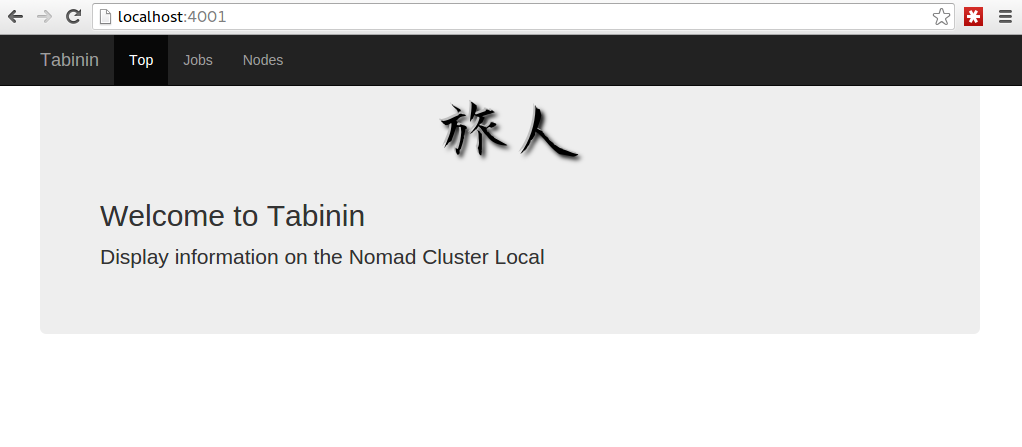 localhost:4001
Tabinin Top Jobs Nodes
旅人
Welcome to Tabinin
Display information on the Nomad Cluster Local